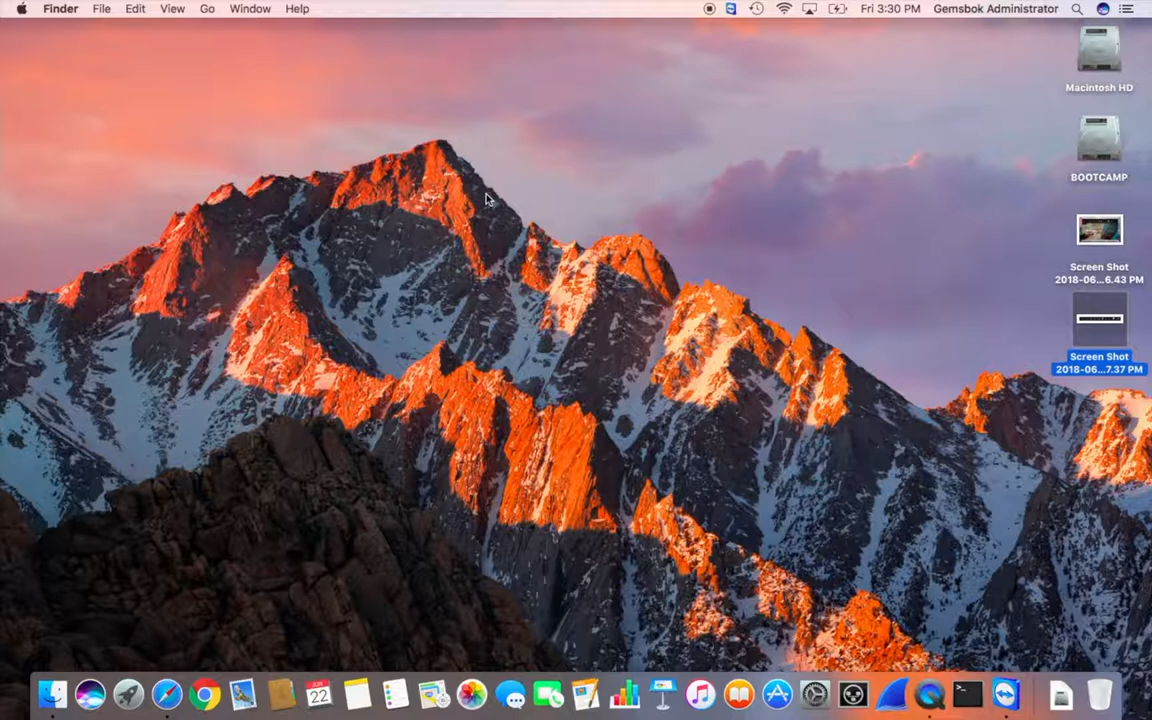 Finder File Edit View Go Window Help Fri 3:30 PM Gemsbok Administrator
Macintosh HD
BOOTCAMP
Screen Shot
2018-06...6.43 PM
Screen Shot
2018-06...7.37 PM
JUN
22